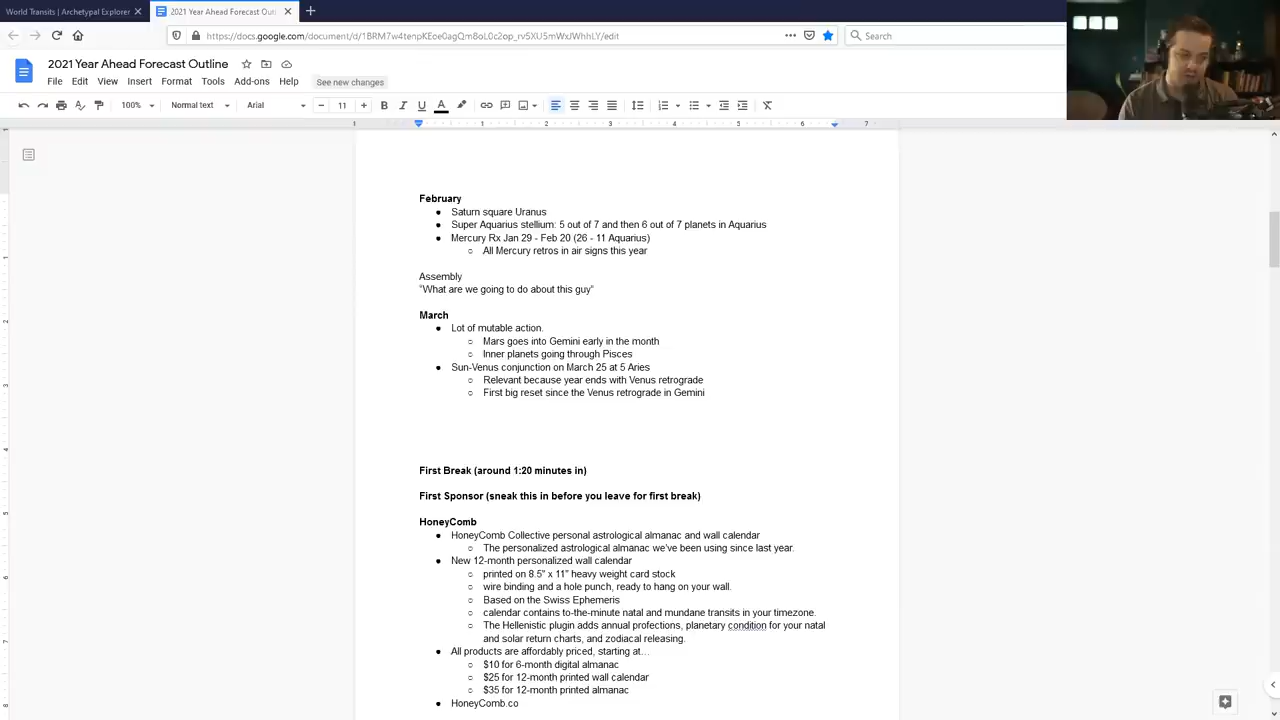 World Transits | Archetypal Explorer
2021 Year Ahead Forecast Outli
https://docs.google.com/document/d/1BRM7w4tenpKEoe0agQm8oL0c2op_rv5XU5mWxJWhhLY/edit
Search
2021 Year Ahead Forecast Outline
File Edit View Insert Format Tools Add-ons Help See new changes
100% Normal text Arial 11
1 1 2 3 4 5 6 7
February
Saturn square Uranus
Super Aquarius stellium: 5 out of 7 and then 6 out of 7 planets in Aquarius
Mercury Rx Jan 29 - Feb 20 (26 - 11 Aquarius)
All Mercury retros in air signs this year
Assembly
"What are we going to do about this guy"
March
Lot of mutable action.
Mars goes into Gemini early in the month
Inner planets going through Pisces
Sun-Venus conjunction on March 25 at 5 Aries
Relevant because year ends with Venus retrograde
First big reset since the Venus retrograde in Gemini
First Break (around 1:20 minutes in)
First Sponsor (sneak this in before you leave for first break)
HoneyComb
HoneyComb Collective personal astrological almanac and wall calendar
The personalized astrological almanac we've been using since last year.
New 12-month personalized wall calendar
printed on 8.5" x 11" heavy weight card stock
wire binding and a hole punch, ready to hang on your wall.
Based on the Swiss Ephemeris
calendar contains to-the-minute natal and mundane transits in your timezone.
The Hellenistic plugin adds annual profections, planetary condition for your natal
and solar return charts, and zodiacal releasing.
All products are affordably priced, starting at…
$10 for 6-month digital almanac
$25 for 12-month printed wall calendar
$35 for 12-month printed almanac
HoneyComb.co